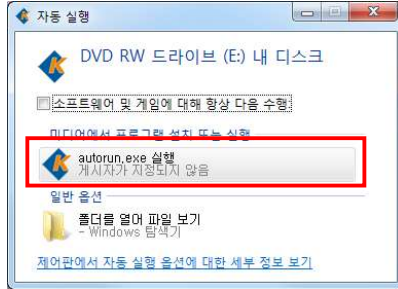 자동 실행
DVD RW 드라이브 (E:) 내 디스크
소프트웨어 및 게임에 대해 항상 다음 수행:
미디어에서 프로그램 설치 또는 실행
autorun.exe 실행
게시자가 지정되지 않음
일반 옵션
폴더를 열어 파일 보기
- Windows 탐색기
제어판에서 자동 실행 옵션에 대한 세부 정보 보기